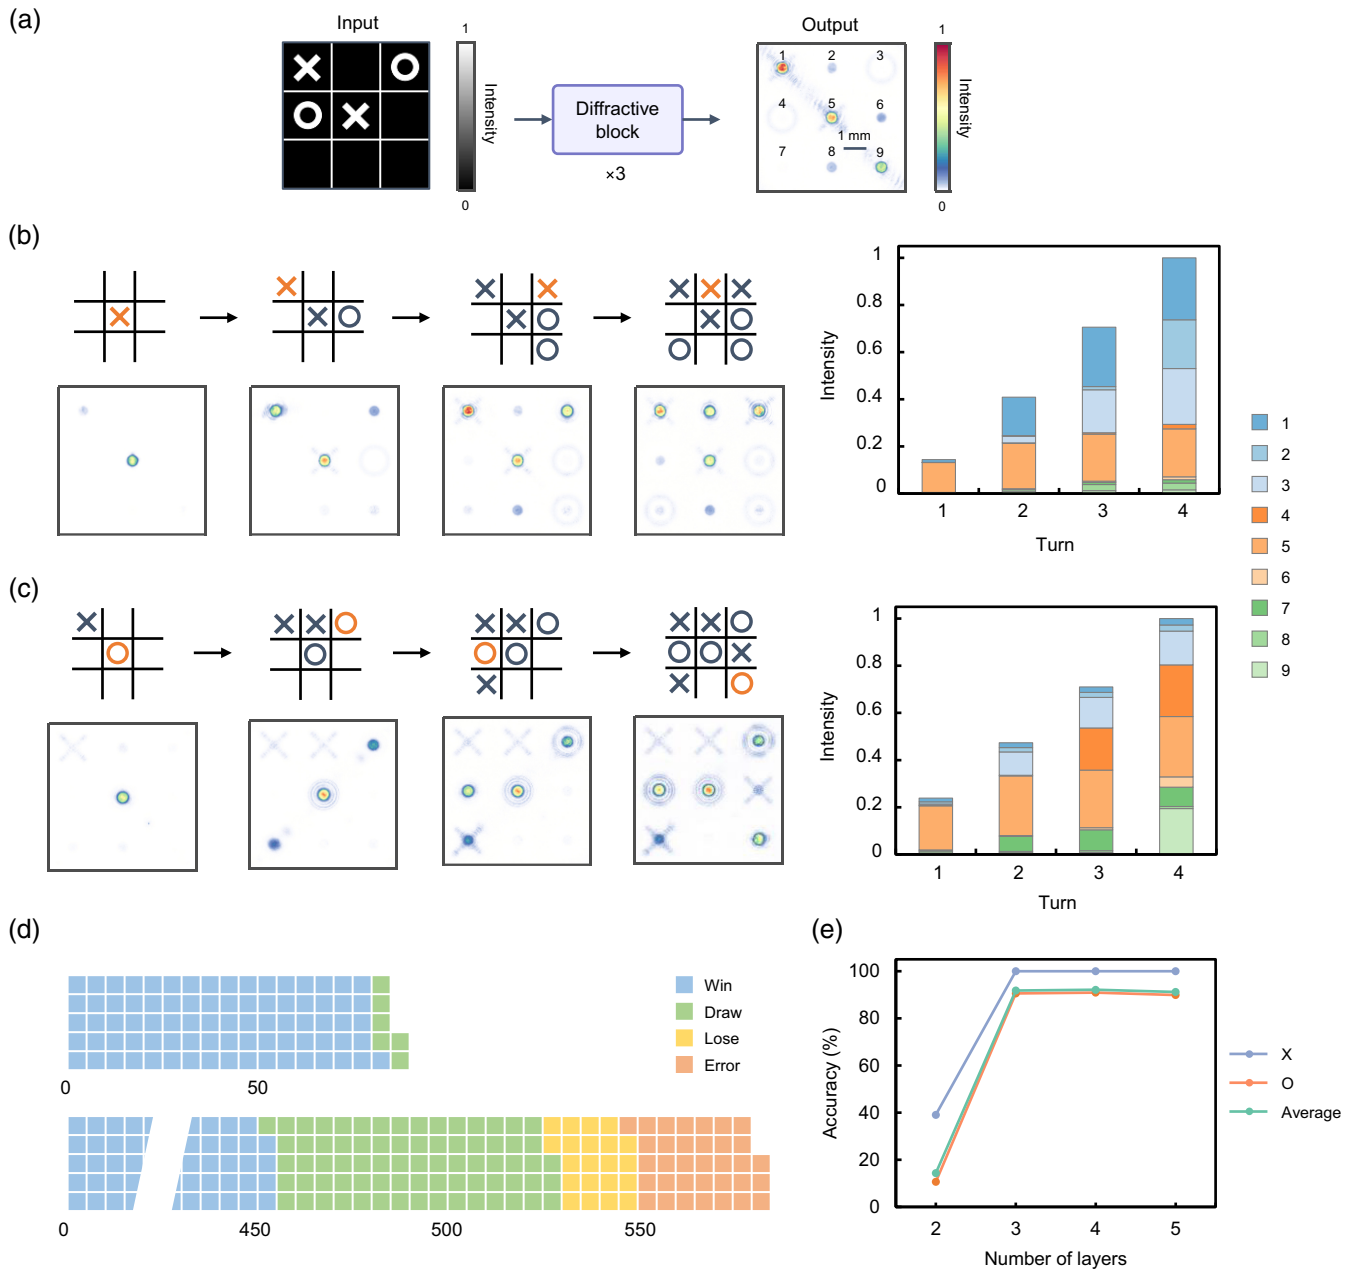 (a)
Input
Output
1
Intensity
0
Diffractive
block
×3
1 2 3
4 5 6
1 mm
7 8 9
1
Intensity
0
(b)
1
0.8
0.6
0.4
0.2
0
Intensity
1 2 3 4
Turn
1
2
3
4
5
6
7
8
9
(c)
1
0.8
0.6
0.4
0.2
0
Intensity
1 2 3 4
Turn
(d)
Win
Draw
Lose
Error
0 50
0 450 500 550
(e)
100
80
60
40
20
0
Accuracy (%)
2 3 4 5
Number of layers
X
O
Average